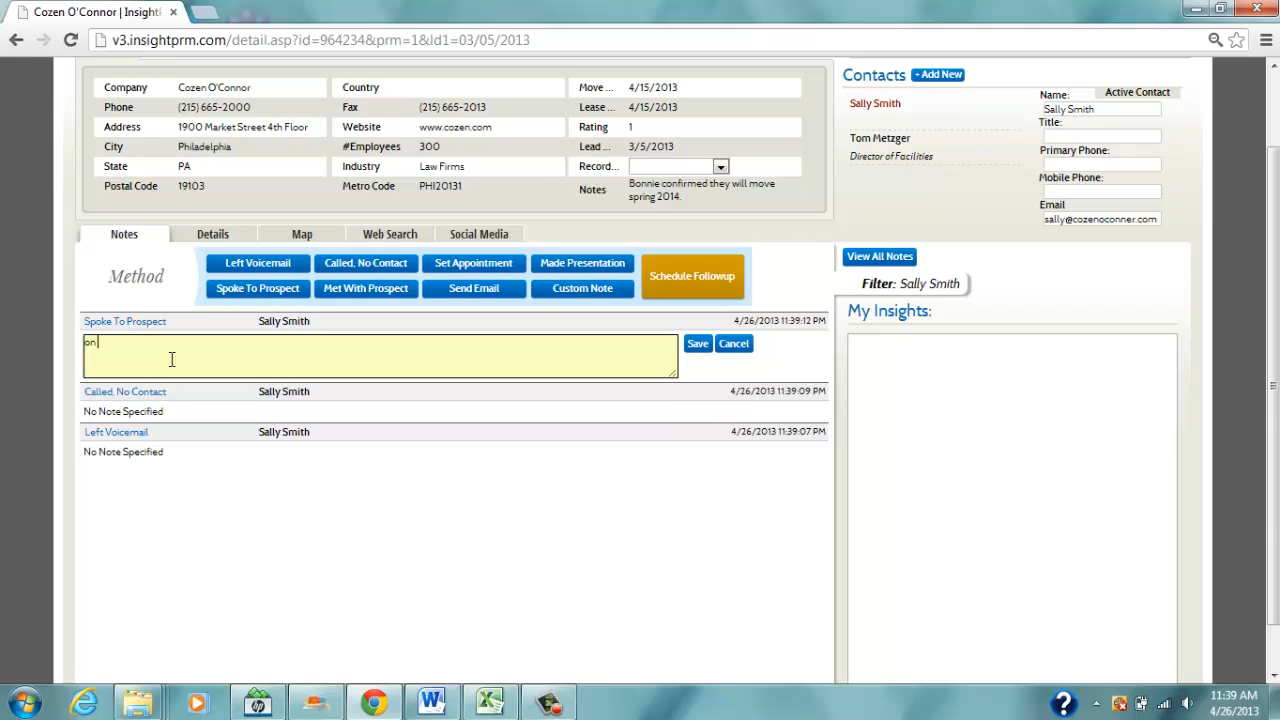 Cozen O'Connor | Insight
v3.insightprm.com/detail.asp?id=964234&prm=1&ld1=03/05/2013
Company Cozen O'Connor Country Move ... 4/15/2013
Phone (215) 665-2000 Fax (215) 665-2013 Lease ... 4/15/2013
Address 1900 Market Street 4th Floor Website www.cozen.com Rating 1
City Philadelphia #Employees 300 Lead ... 3/5/2013
State PA Industry Law Firms Record...
Postal Code 19103 Metro Code PHI20131 Notes Bonnie confirmed they will move
spring 2014.
Contacts + Add New
Sally Smith
Tom Metzger
Director of Facilities
Active Contact
Name:
Sally Smith
Title:
Primary Phone:
Mobile Phone:
Email
sally@cozenoconner.com
Notes Details Map Web Search Social Media
Method
Left Voicemail Called, No Contact Set Appointment Made Presentation
Schedule Followup
Spoke To Prospect Met With Prospect Send Email Custom Note
View All Notes
Filter: Sally Smith
My Insights:
Spoke To Prospect Sally Smith 4/26/2013 11:39:12 PM
on
Save Cancel
Called, No Contact Sally Smith 4/26/2013 11:39:09 PM
No Note Specified
Left Voicemail Sally Smith 4/26/2013 11:39:07 PM
No Note Specified
11:39 AM
4/26/2013